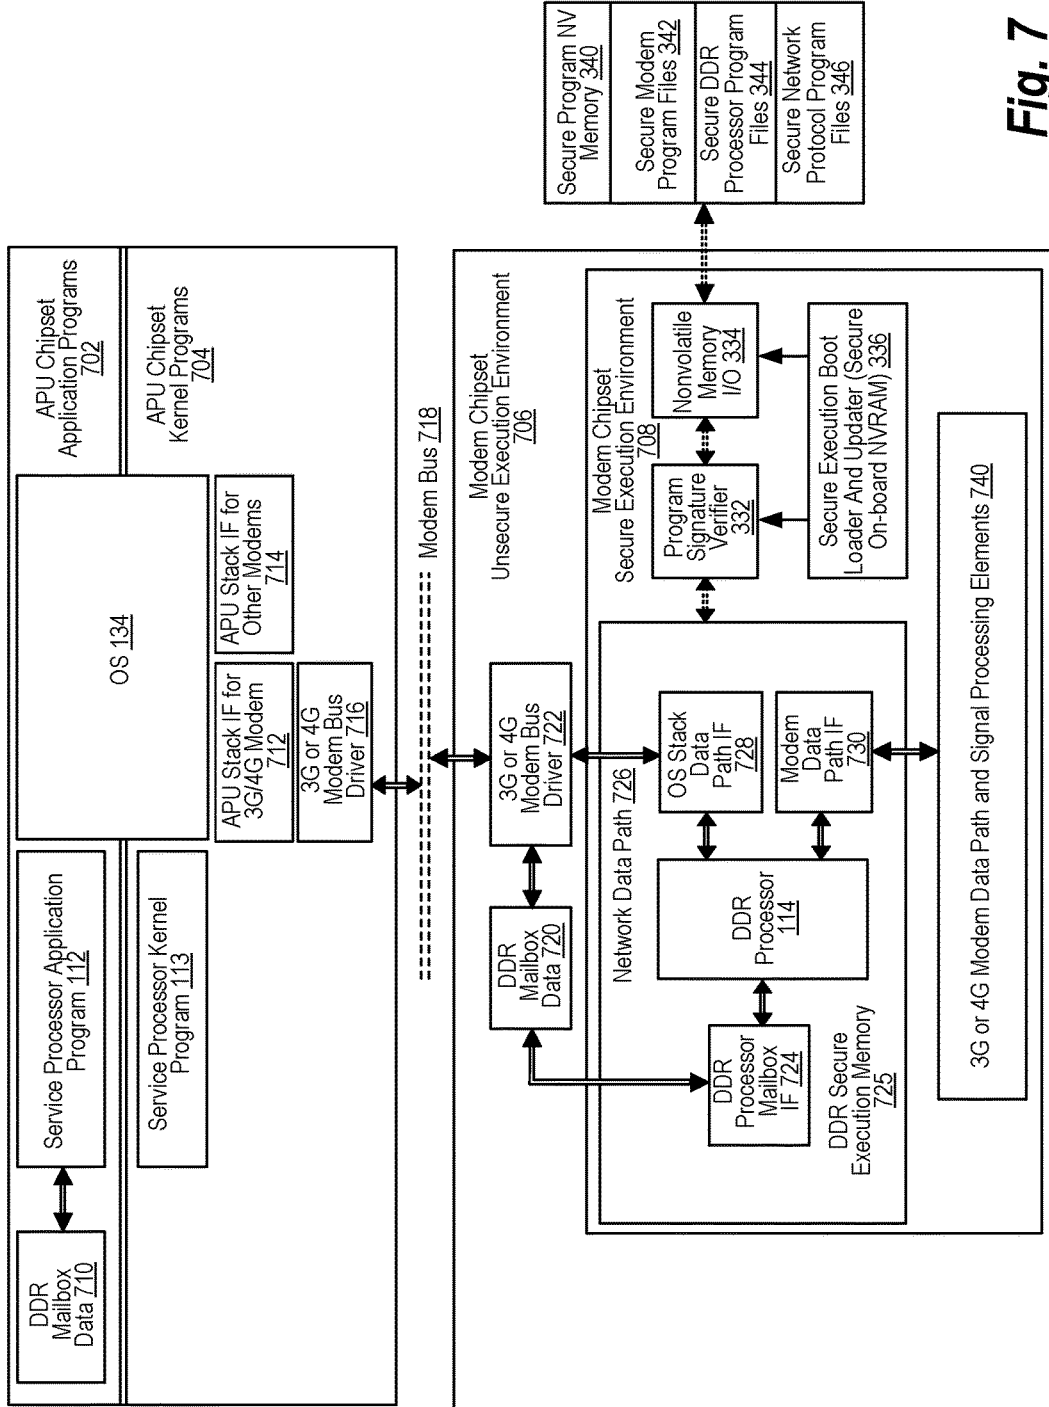 DDR
Mailbox
Data 710
Service Processor Application
Program 112
Service Processor Kernel
Program 113
OS 134
APU Chipset
Application Programs
702
APU Chipset
Kernel Programs
704
APU Stack IF for
3G/4G Modem
712
APU Stack IF for
Other Modems
714
3G or 4G
Modem Bus
Driver 716
Modem Bus 718
Modem Chipset
Unsecure Execution Environment
706
DDR
Mailbox
Data 720
3G or 4G
Modem Bus
Driver 722
Network Data Path 726
Modem Chipset
Secure Execution Environment
708
DDR
Processor
Mailbox
IF 724
DDR
Processor
114
OS Stack
Data
Path IF
728
Modem
Data
Path IF
730
DDR Secure
Execution Memory
725
Program
Signature
Verifier
332
Nonvolatile
Memory
I/O 334
Secure Execution Boot
Loader And Updater (Secure
On-board NVRAM) 336
3G or 4G Modem Data Path and Signal Processing Elements 740
Secure Program NV
Memory 340
Secure Modem
Program Files 342
Secure DDR
Processor Program
Files 344
Secure Network
Protocol Program
Files 346
Fig. 7